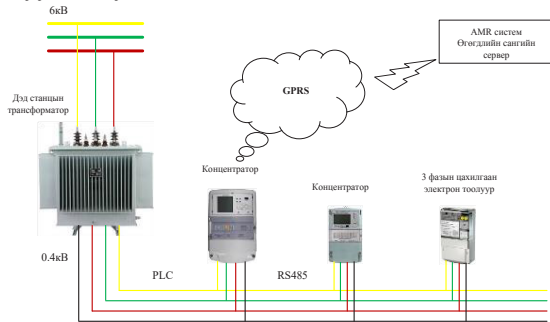 6кВ
AMR систем
Өгөгдлийн сангийн
сервер
GPRS
Дэд станцын
трансформатор
Концентратор
Концентратор
3 фазын цахилгаан
электрон тоолуур
0.4кВ
PLC
RS485